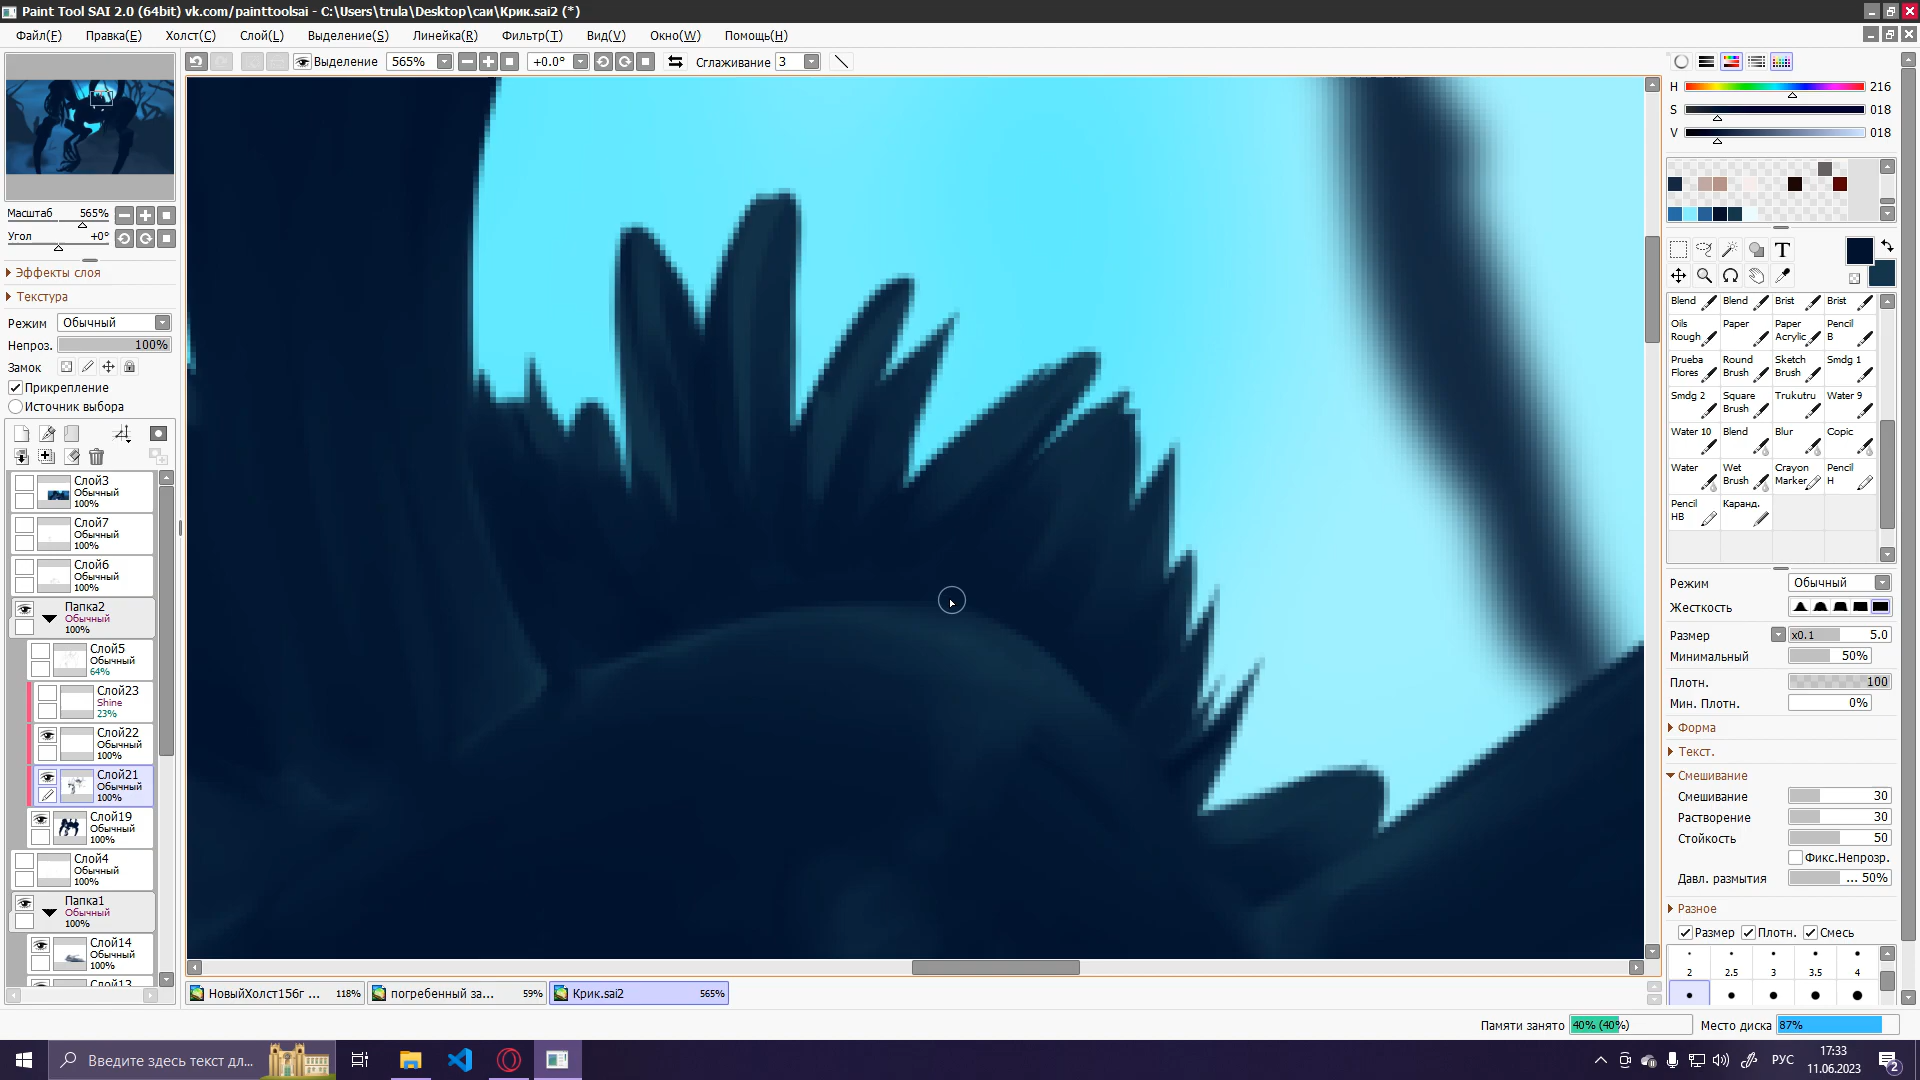 Paint Tool SAI 2.0 (64bit) vk.com/painttoolsai - C:\Users\trula\Desktop\саи\Крик.sai2 (*)
Файл(F) Правка(E) Холст(C) Слой(L) Выделение(S) Линейка(R) Фильтр(T) Вид(V) Окно(W) Помощь(H)
Выделение 565% +0.0° Сглаживание 3
Масштаб 565%
Угол +0°
Эффекты слоя
Текстура
Режим Обычный
Непроз. 100%
Замок
Прикрепление
Источник выбора
Слой3
Обычный
100%
Слой7
Обычный
100%
Слой6
Обычный
100%
Папка2
Обычный
100%
Слой5
Обычный
64%
Слой23
Shine
23%
Слой22
Обычный
100%
Слой21
Обычный
100%
Слой19
Обычный
100%
Слой4
Обычный
100%
Папка1
Обычный
100%
Слой14
Обычный
100%
Слой13
H 216
S 018
V 018
T
Blend Blend Brist Brist
Oils Rough Paper Paper Acrylic Pencil B
Prueba Flores Round Brush Sketch Brush Smdg 1
Smdg 2 Square Brush Trukutru Water 9
Water 10 Blend Blur Copic
Water Wet Brush Crayon Marker Pencil H
Pencil HB Каранд.
Режим Обычный
Жесткость
Размер x0.1 5.0
Минимальный 50%
Плотн. 100
Мин. Плотн. 0%
Форма
Текст.
Смешивание
Смешивание 30
Растворение 30
Стойкость 50
Фикс.Непрозр.
Давл. размытия ... 50%
Разное
Размер Плотн. Смесь
2 2.5 3 3.5 4
НовыйХолст156г ... 118% погребенный за... 59% Крик.sai2 565%
Памяти занято 40% (40%) Место диска 87%
Введите здесь текст дл...
РУС
17:33
11.06.2023
2